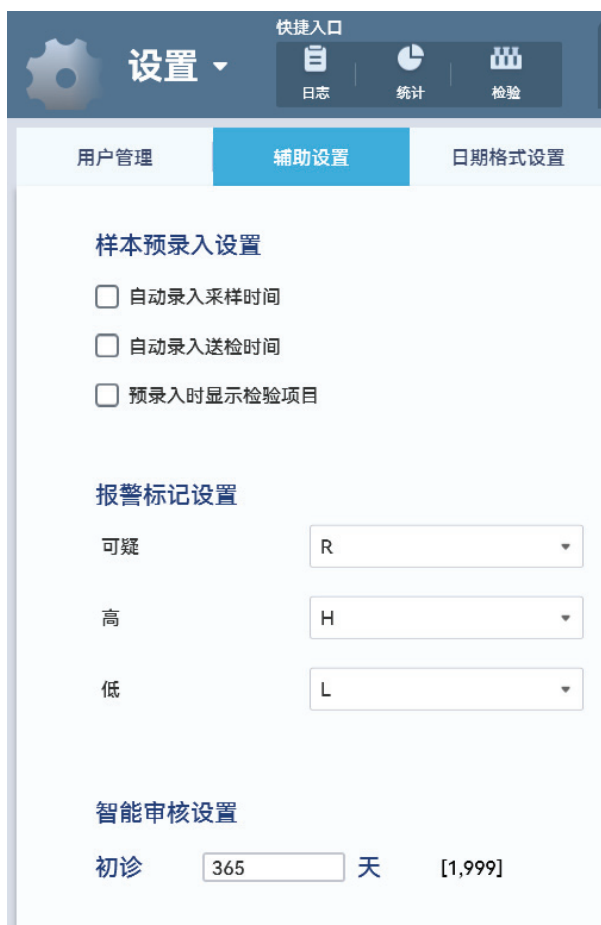 快捷入口
设置
日志 统计 检验
用户管理 辅助设置 日期格式设置
样本预录入设置
自动录入采样时间
自动录入送检时间
预录入时显示检验项目
报警标记设置
可疑 R
高 H
低 L
智能审核设置
初诊 365 天 [1,999]